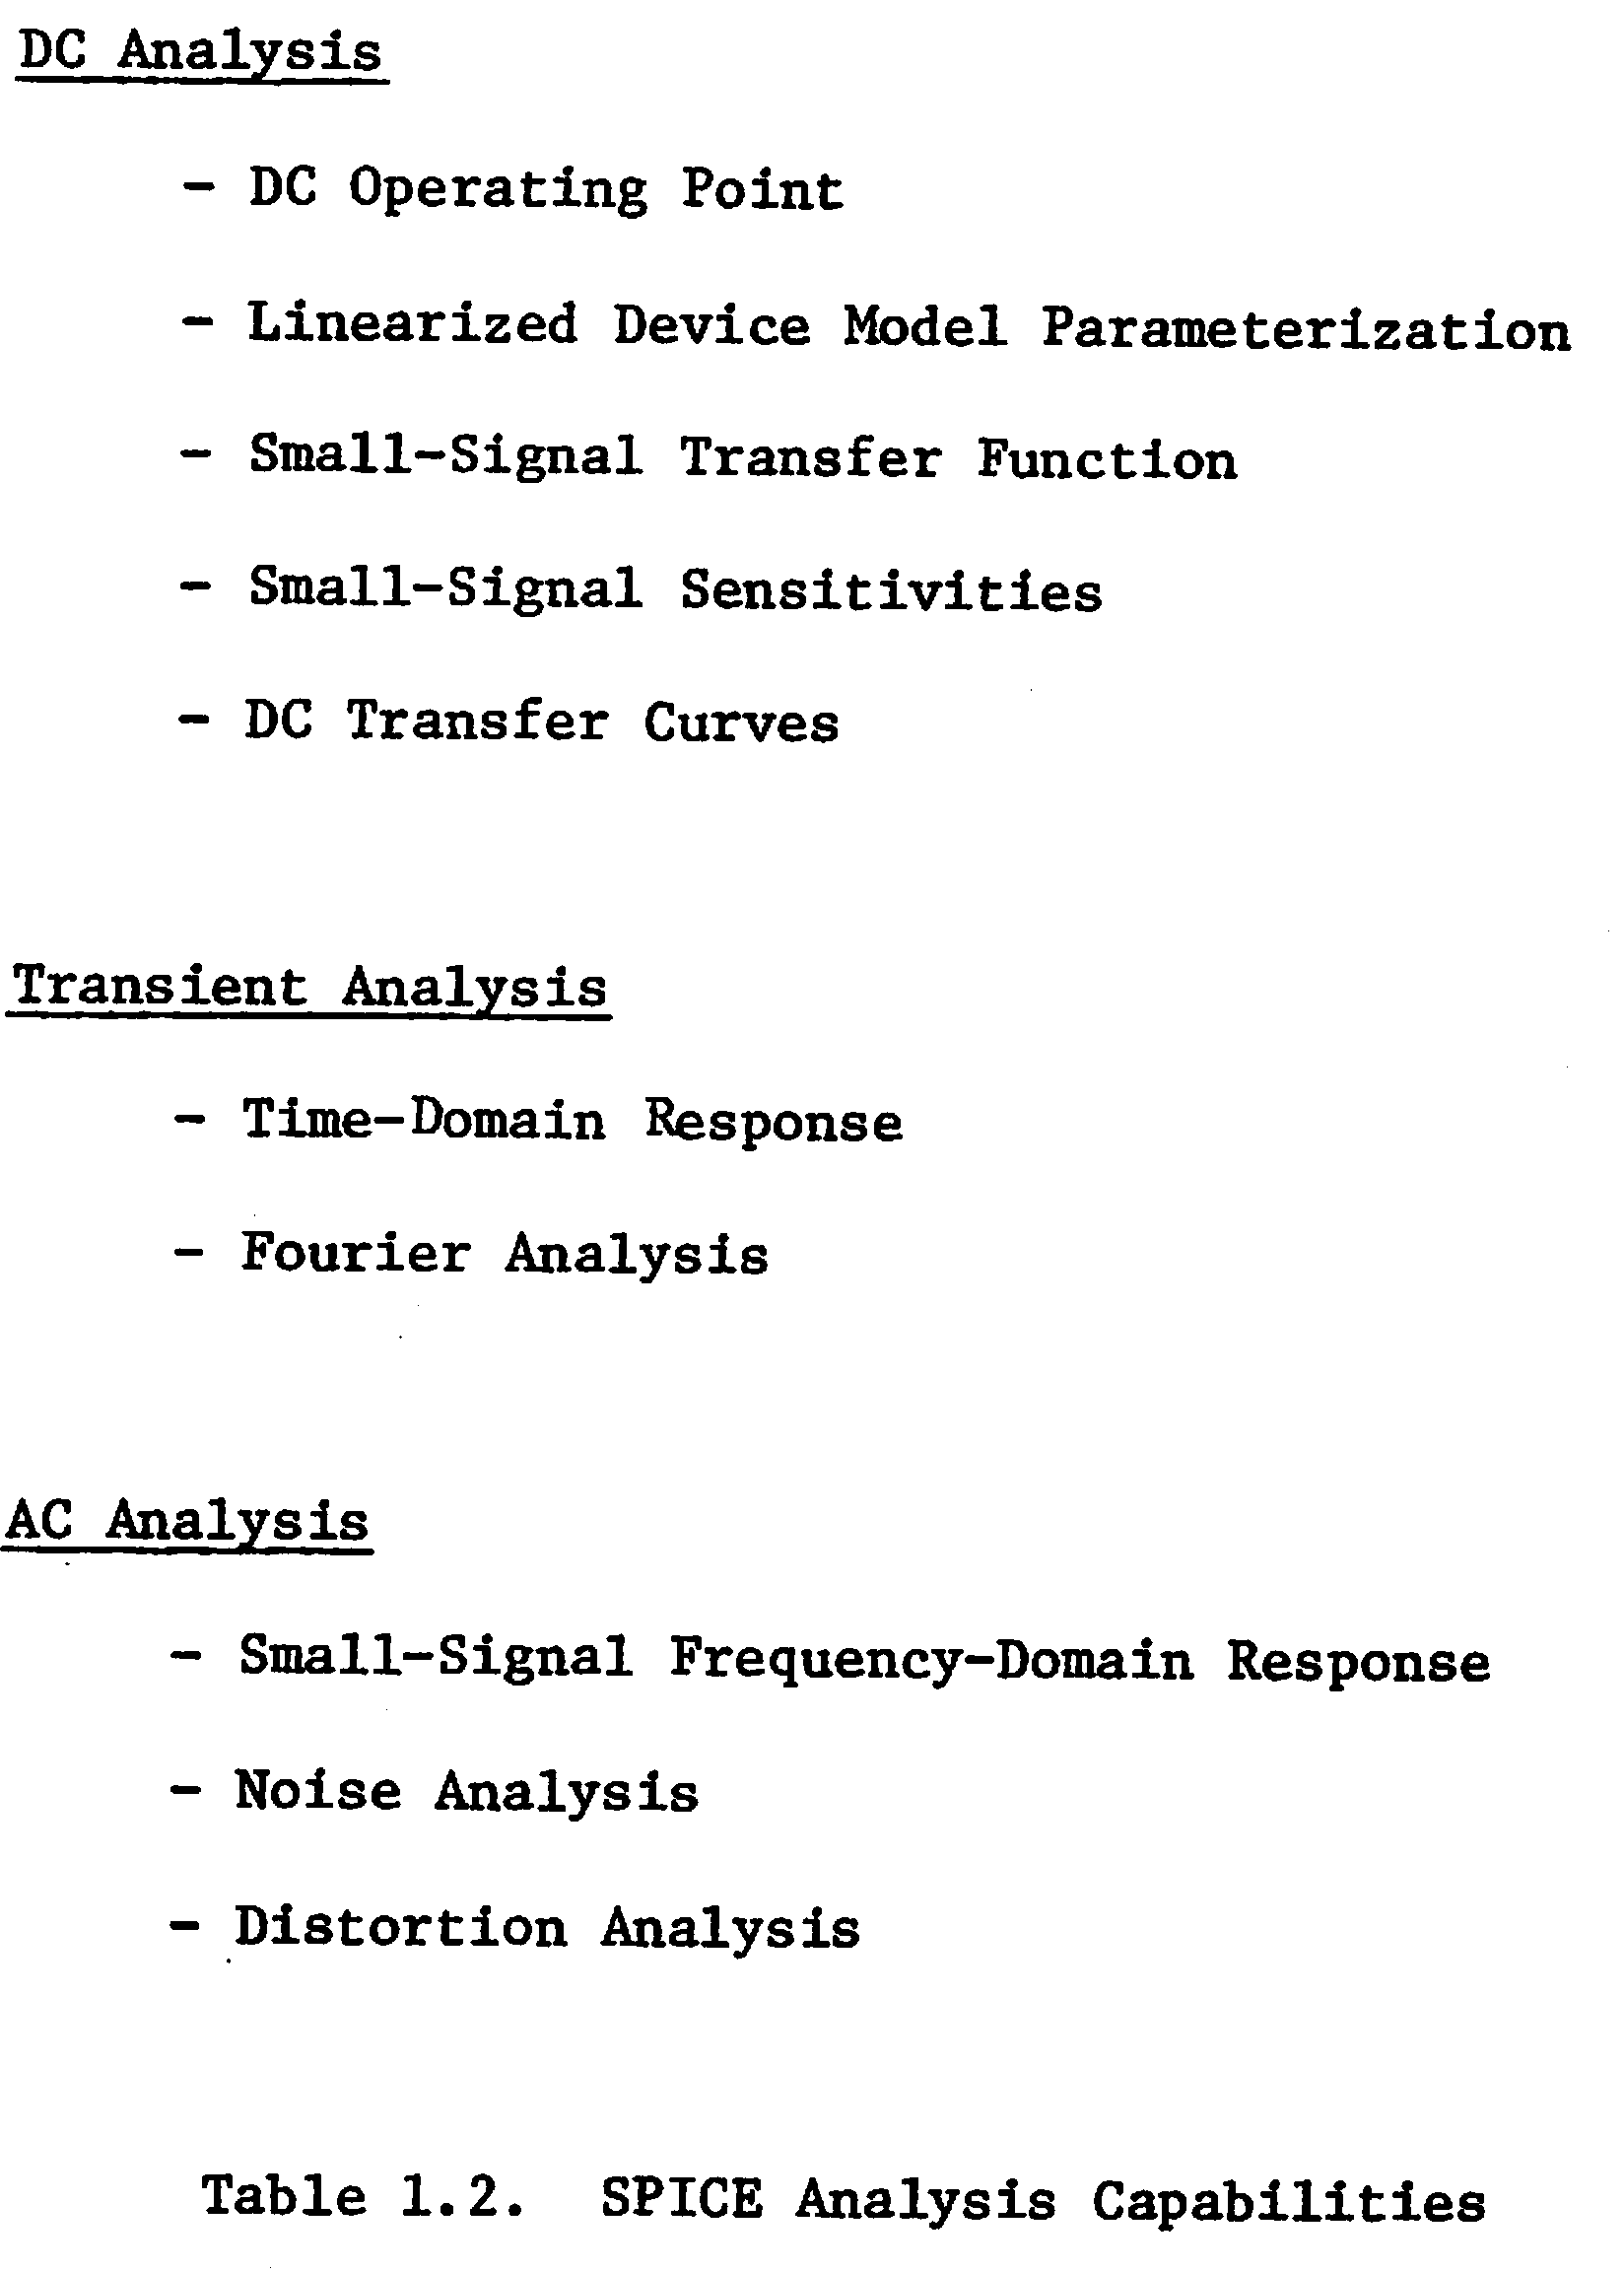 DC Analysis
- DC Operating Point
- Linearized Device Model Parameterization
- Small-Signal Transfer Function
- Small-Signal Sensitivities
- DC Transfer Curves
Transient Analysis
- Time-Domain Response
- Fourier Analysis
AC Analysis
- Small-Signal Frequency-Domain Response
- Noise Analysis
- Distortion Analysis
Table 1.2. SPICE Analysis Capabilities